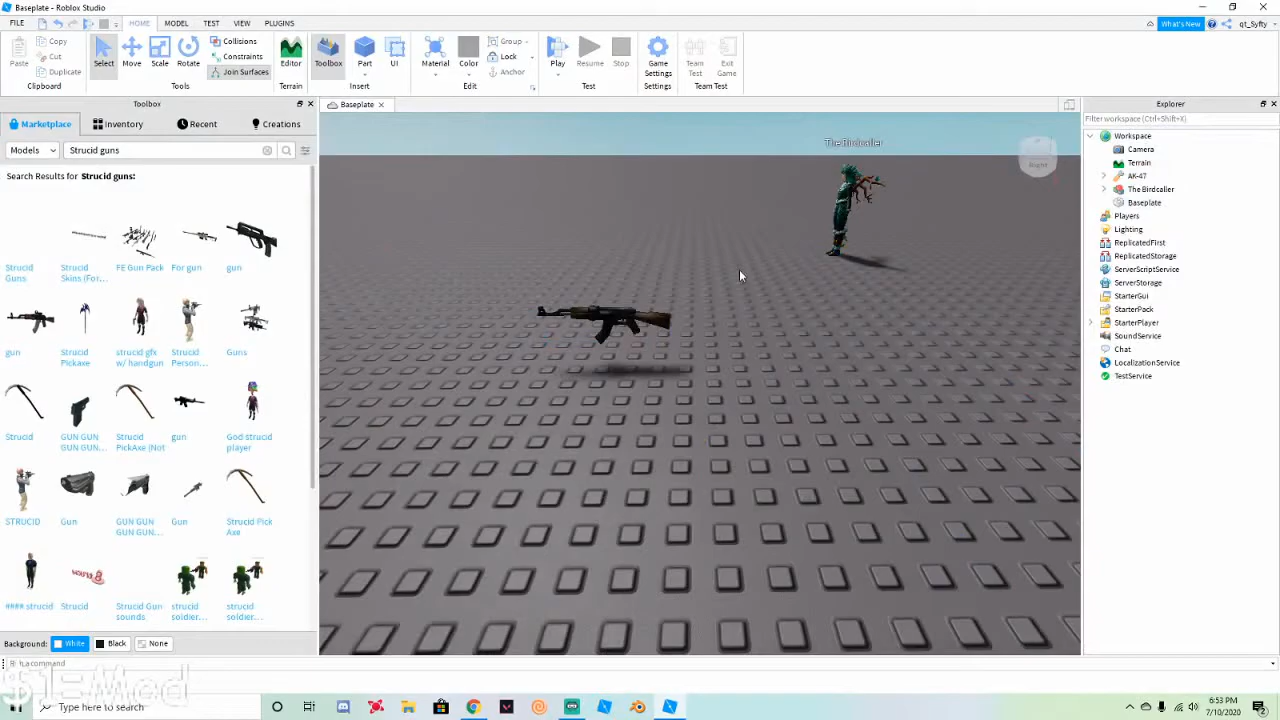 Baseplate - Roblox Studio
FILE HOME MODEL TEST VIEW PLUGINS What's New qt_Syfty
Paste Copy Cut Duplicate Select Move Scale Rotate Collisions Constraints Join Surfaces Editor Toolbox Part UI Material Color Group Lock Anchor Play Resume Stop Game Settings Team Test Exit Game
Clipboard Tools Terrain Insert Edit Test Settings Team Test
Toolbox
Marketplace Inventory Recent Creations
Models Strucid guns
Search Results for Strucid guns:
Strucid Guns
Strucid Skins (For...
FE Gun Pack
For gun
gun
gun
Strucid Pickaxe
strucid gfx w/ handgun
Strucid Person...
Guns
Strucid
GUN GUN GUN GUN...
Strucid PickAxe (Not
gun
God strucid player
STRUCID
Gun
GUN GUN GUN GUN...
Gun
Strucid Pick Axe
#### strucid
Strucid
Strucid Gun sounds
strucid soldier...
strucid soldier...
Background: White Black None
Baseplate
The Birdcaller
Right
Explorer
Filter workspace (Ctrl+Shift+X)
Workspace
Camera
Terrain
AK-47
The Birdcaller
Baseplate
Players
Lighting
ReplicatedFirst
ReplicatedStorage
ServerScriptService
ServerStorage
StarterGui
StarterPack
StarterPlayer
SoundService
Chat
LocalizationService
TestService
command
Type here to search
6:53 PM
7/10/2020